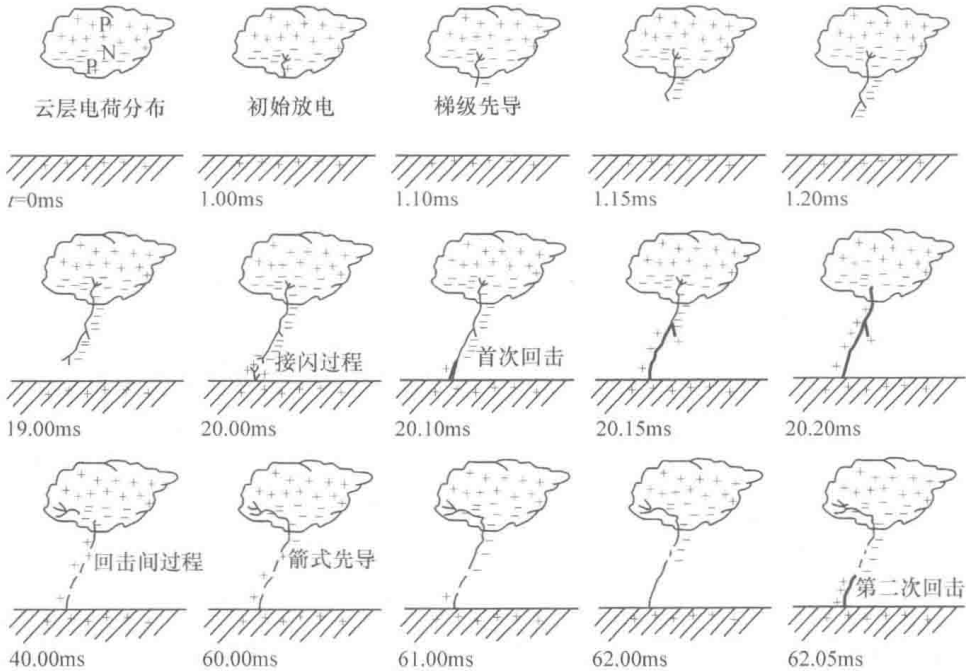 P
N
P
云层电荷分布 初始放电 梯级先导
t=0ms 1.00ms 1.10ms 1.15ms 1.20ms
接闪过程 首次回击
19.00ms 20.00ms 20.10ms 20.15ms 20.20ms
回击间过程 箭式先导 第二次回击
40.00ms 60.00ms 61.00ms 62.00ms 62.05ms